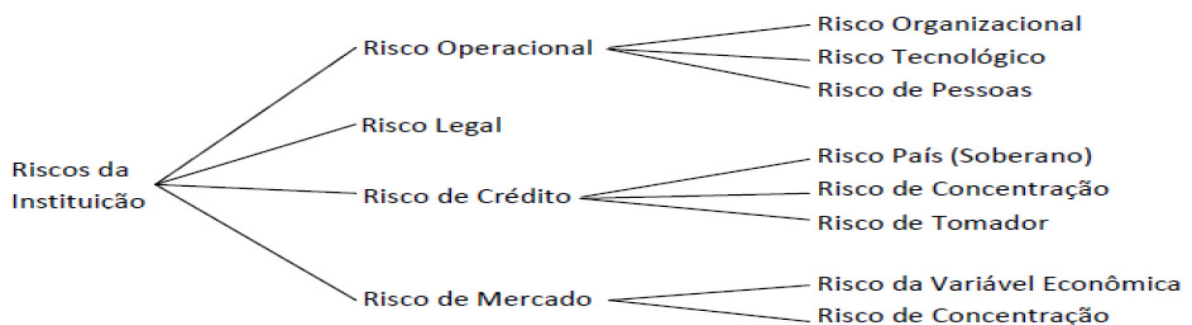 Riscos da
Instituição
Risco Operacional
Risco Organizacional
Risco Tecnológico
Risco de Pessoas
Risco Legal
Risco de Crédito
Risco País (Soberano)
Risco de Concentração
Risco de Tomador
Risco de Mercado
Risco da Variável Econômica
Risco de Concentração